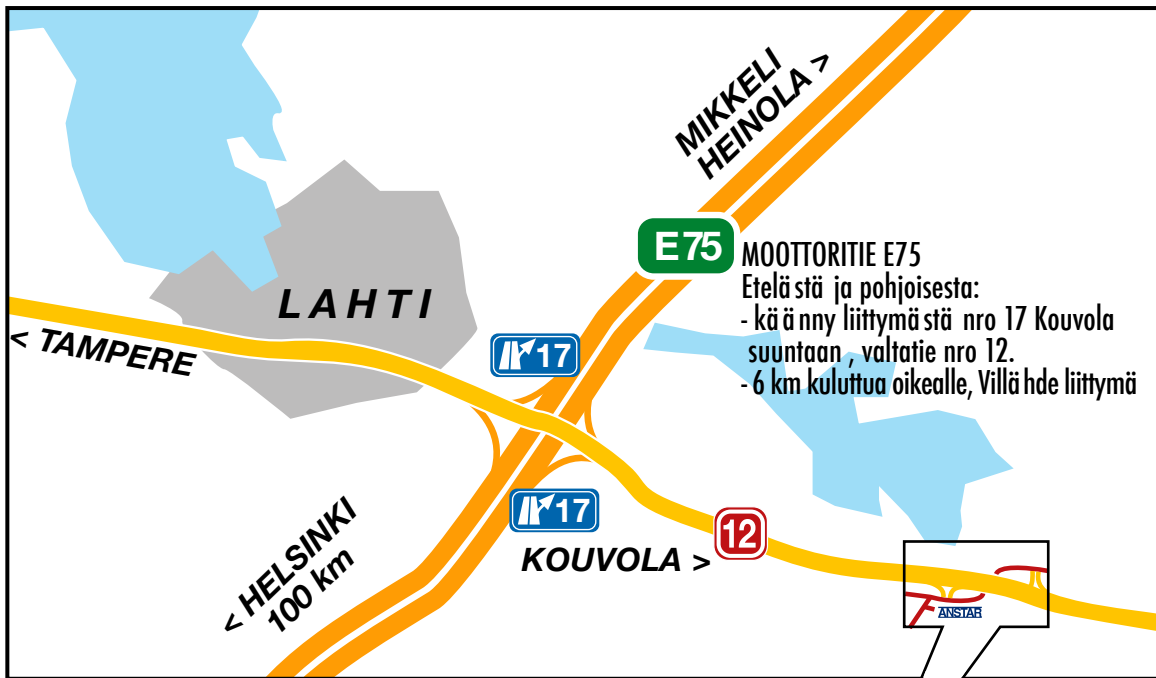 MIKKELI
HEINOLA >
E75
MOOTTORITIE E75
Etelästä ja pohjoisesta:
- käänny liittymästä nro 17 Kouvola
suuntaan , valtatie nro 12.
- 6 km kuluttua oikealle, Villähde liittymä
LAHTI
< TAMPERE
17
17
12
KOUVOLA >
< HELSINKI
100 km
ANSTAR